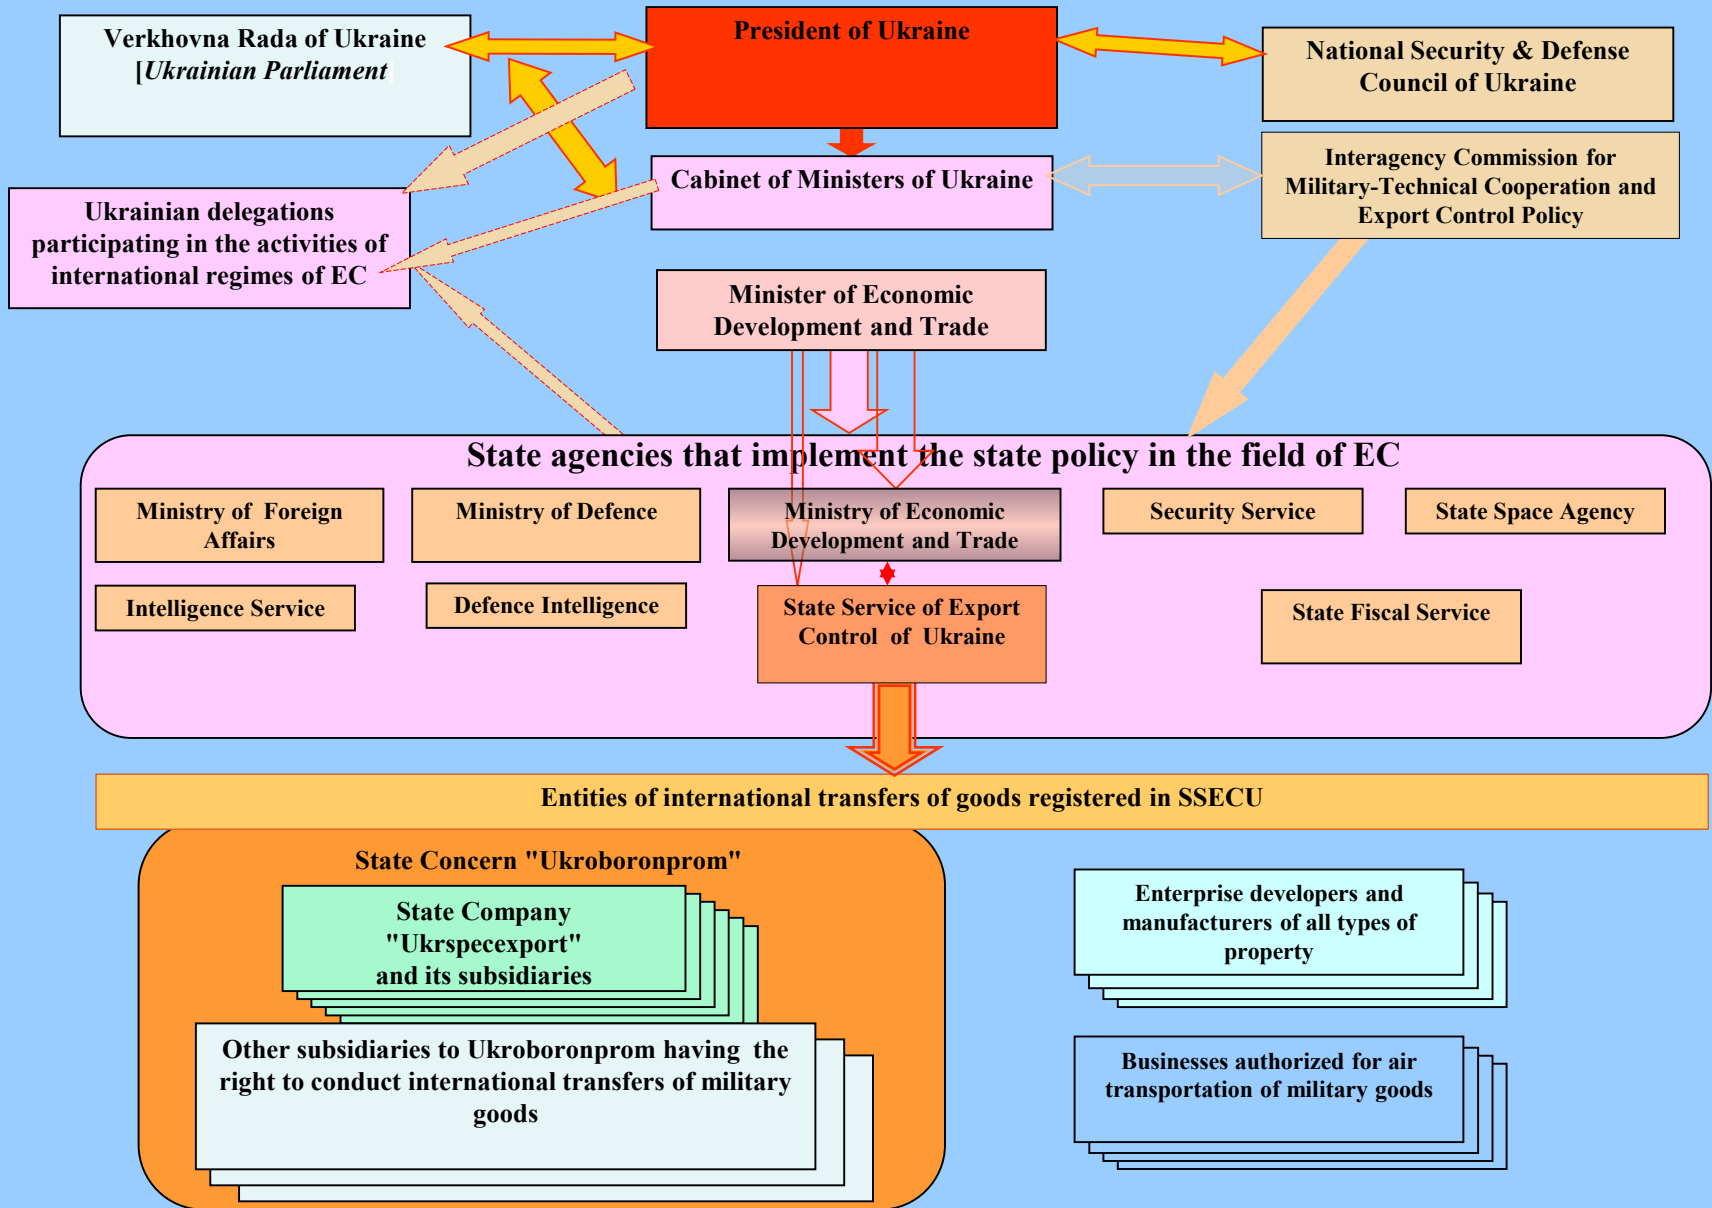 Verkhovna Rada of Ukraine
[Ukrainian Parliament
President of Ukraine
National Security & Defense
Council of Ukraine
Cabinet of Ministers of Ukraine
Interagency Commission for
Military-Technical Cooperation and
Export Control Policy
Ukrainian delegations
participating in the activities of
international regimes of EC
Minister of Economic
Development and Trade
State agencies that implement the state policy in the field of EC
Ministry of Foreign
Affairs
Ministry of Defence
Ministry of Economic
Development and Trade
Security Service
State Space Agency
Intelligence Service
Defence Intelligence
State Service of Export
Control of Ukraine
State Fiscal Service
Entities of international transfers of goods registered in SSECU
State Concern "Ukroboronprom"
State Company
"Ukrspecexport"
and its subsidiaries
Other subsidiaries to Ukroboronprom having the
right to conduct international transfers of military
goods
Enterprise developers and
manufacturers of all types of
property
Businesses authorized for air
transportation of military goods